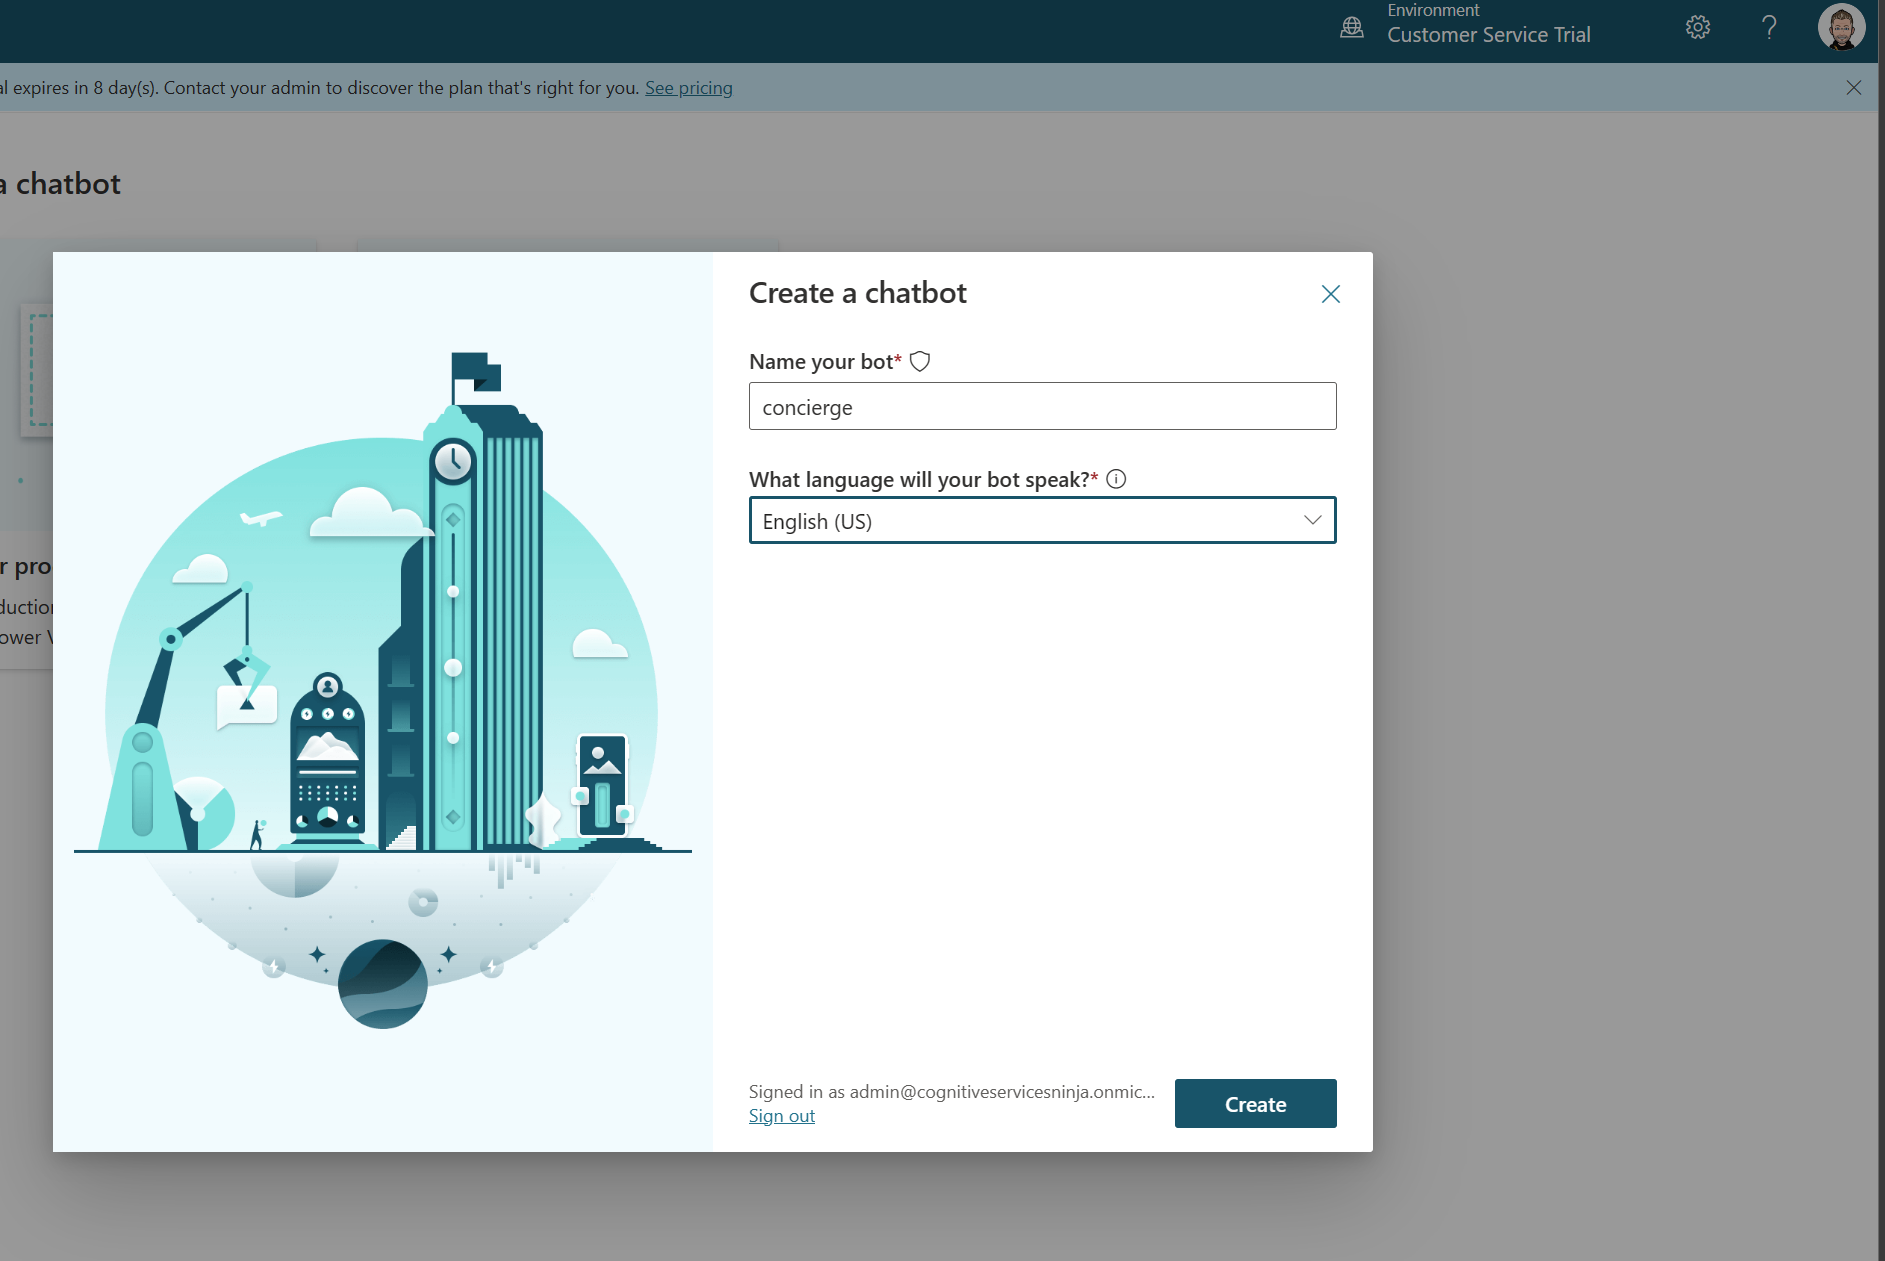 Environment
Customer Service Trial
al expires in 8 day(s). Contact your admin to discover the plan that's right for you. See pricing
a chatbot
Create a chatbot
Name your bot*
concierge
What language will your bot speak?*
English (US)
r pro
duction
ower V
Signed in as admin@cognitiveservicesninja.onmic...
Sign out
Create